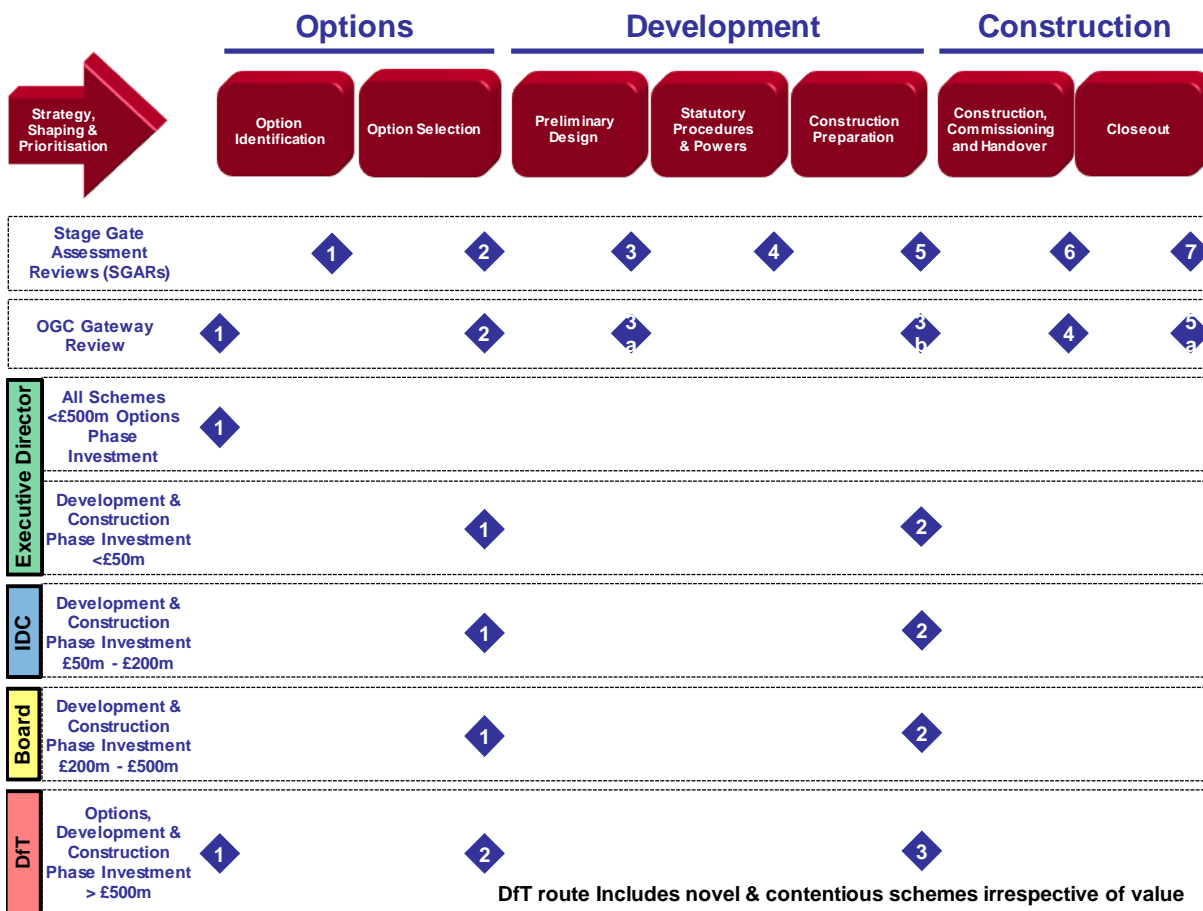 Options
Development
Construction
Strategy,
Shaping &
Prioritisation
Option
Identification
Option Selection
Preliminary
Design
Statutory
Procedures
& Powers
Construction
Preparation
Construction,
Commissioning
and Handover
Closeout
Stage Gate
Assessment
Reviews (SGARs)
1
2
3
4
5
6
7
OGC Gateway
Review
1
2
3
a
3
b
4
5
a
Executive Director
All Schemes
<£500m Options
Phase
Investment
1
Development &
Construction
Phase Investment
<£50m
1
2
IDC
Development &
Construction
Phase Investment
£50m - £200m
1
2
Board
Development &
Construction
Phase Investment
£200m - £500m
1
2
DfT
Options,
Development &
Construction
Phase Investment
> £500m
1
2
3
DfT route Includes novel & contentious schemes irrespective of value